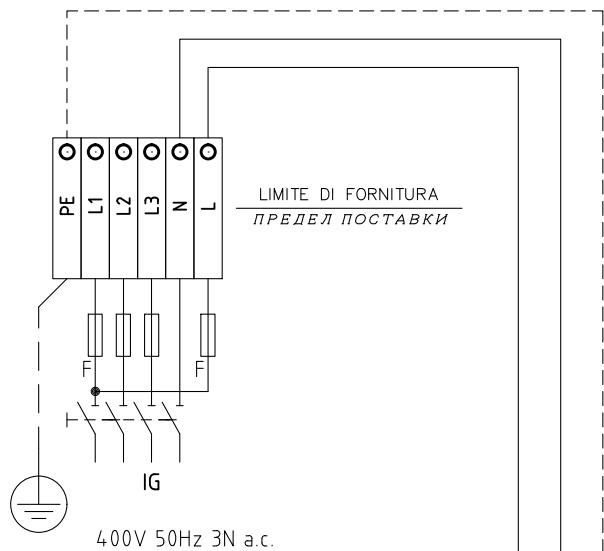 PE L1 L2 L3 N L
LIMITE DI FORNITURA
ПРЕДЕЛ ПОСТАВКИ
F F
IG
400V 50Hz 3N a.c.